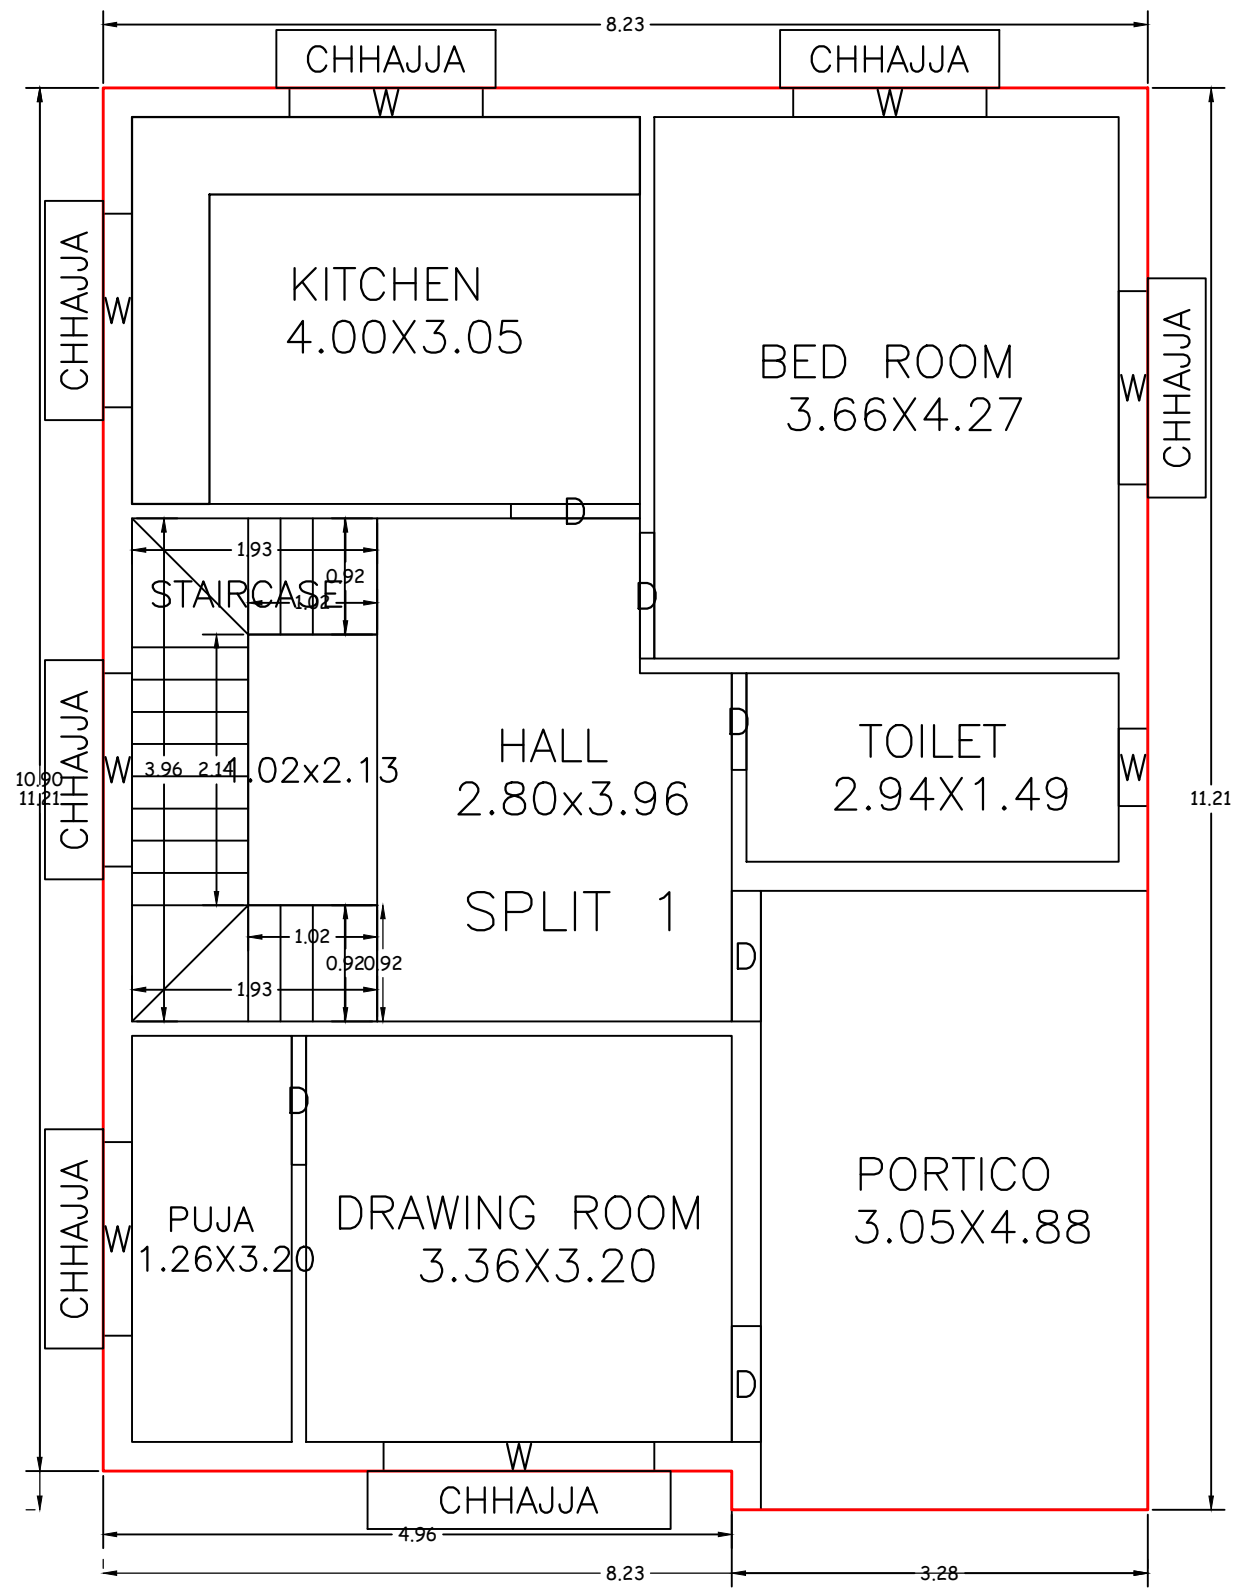 8.23
CHHAJJA
CHHAJJA
W
W
CHHAJJA
W
KITCHEN
4.00X3.05
BED ROOM
3.66X4.27
W
CHHAJJA
D
1.93
0.92
STAIRCASE
1.02
D
D
CHHAJJA
W
3.96
2.14
1.02x2.13
HALL
2.80x3.96
TOILET
2.94X1.49
W
10.90
11.21
11.21
SPLIT 1
1.02
0.92
0.92
D
1.93
D
CHHAJJA
W
PUJA
1.26X3.20
DRAWING ROOM
3.36X3.20
PORTICO
3.05X4.88
D
W
CHHAJJA
4.96
8.23
3.28